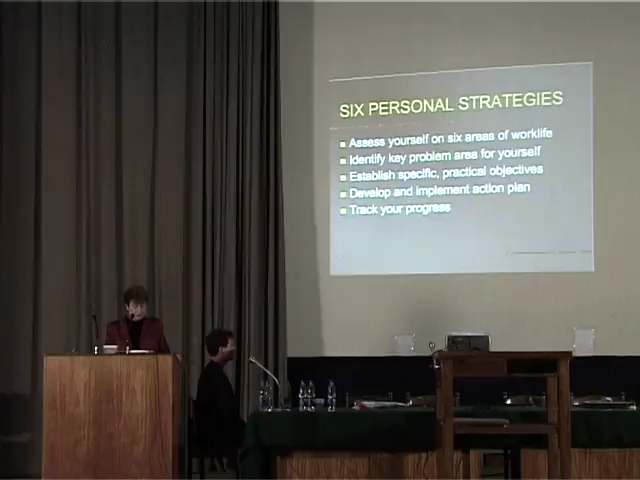 SIX PERSONAL STRATEGIES
Assess yourself on six areas of worklife
Identify key problem area for yourself
Establish specific, practical objectives
Develop and implement action plan
Track your progress